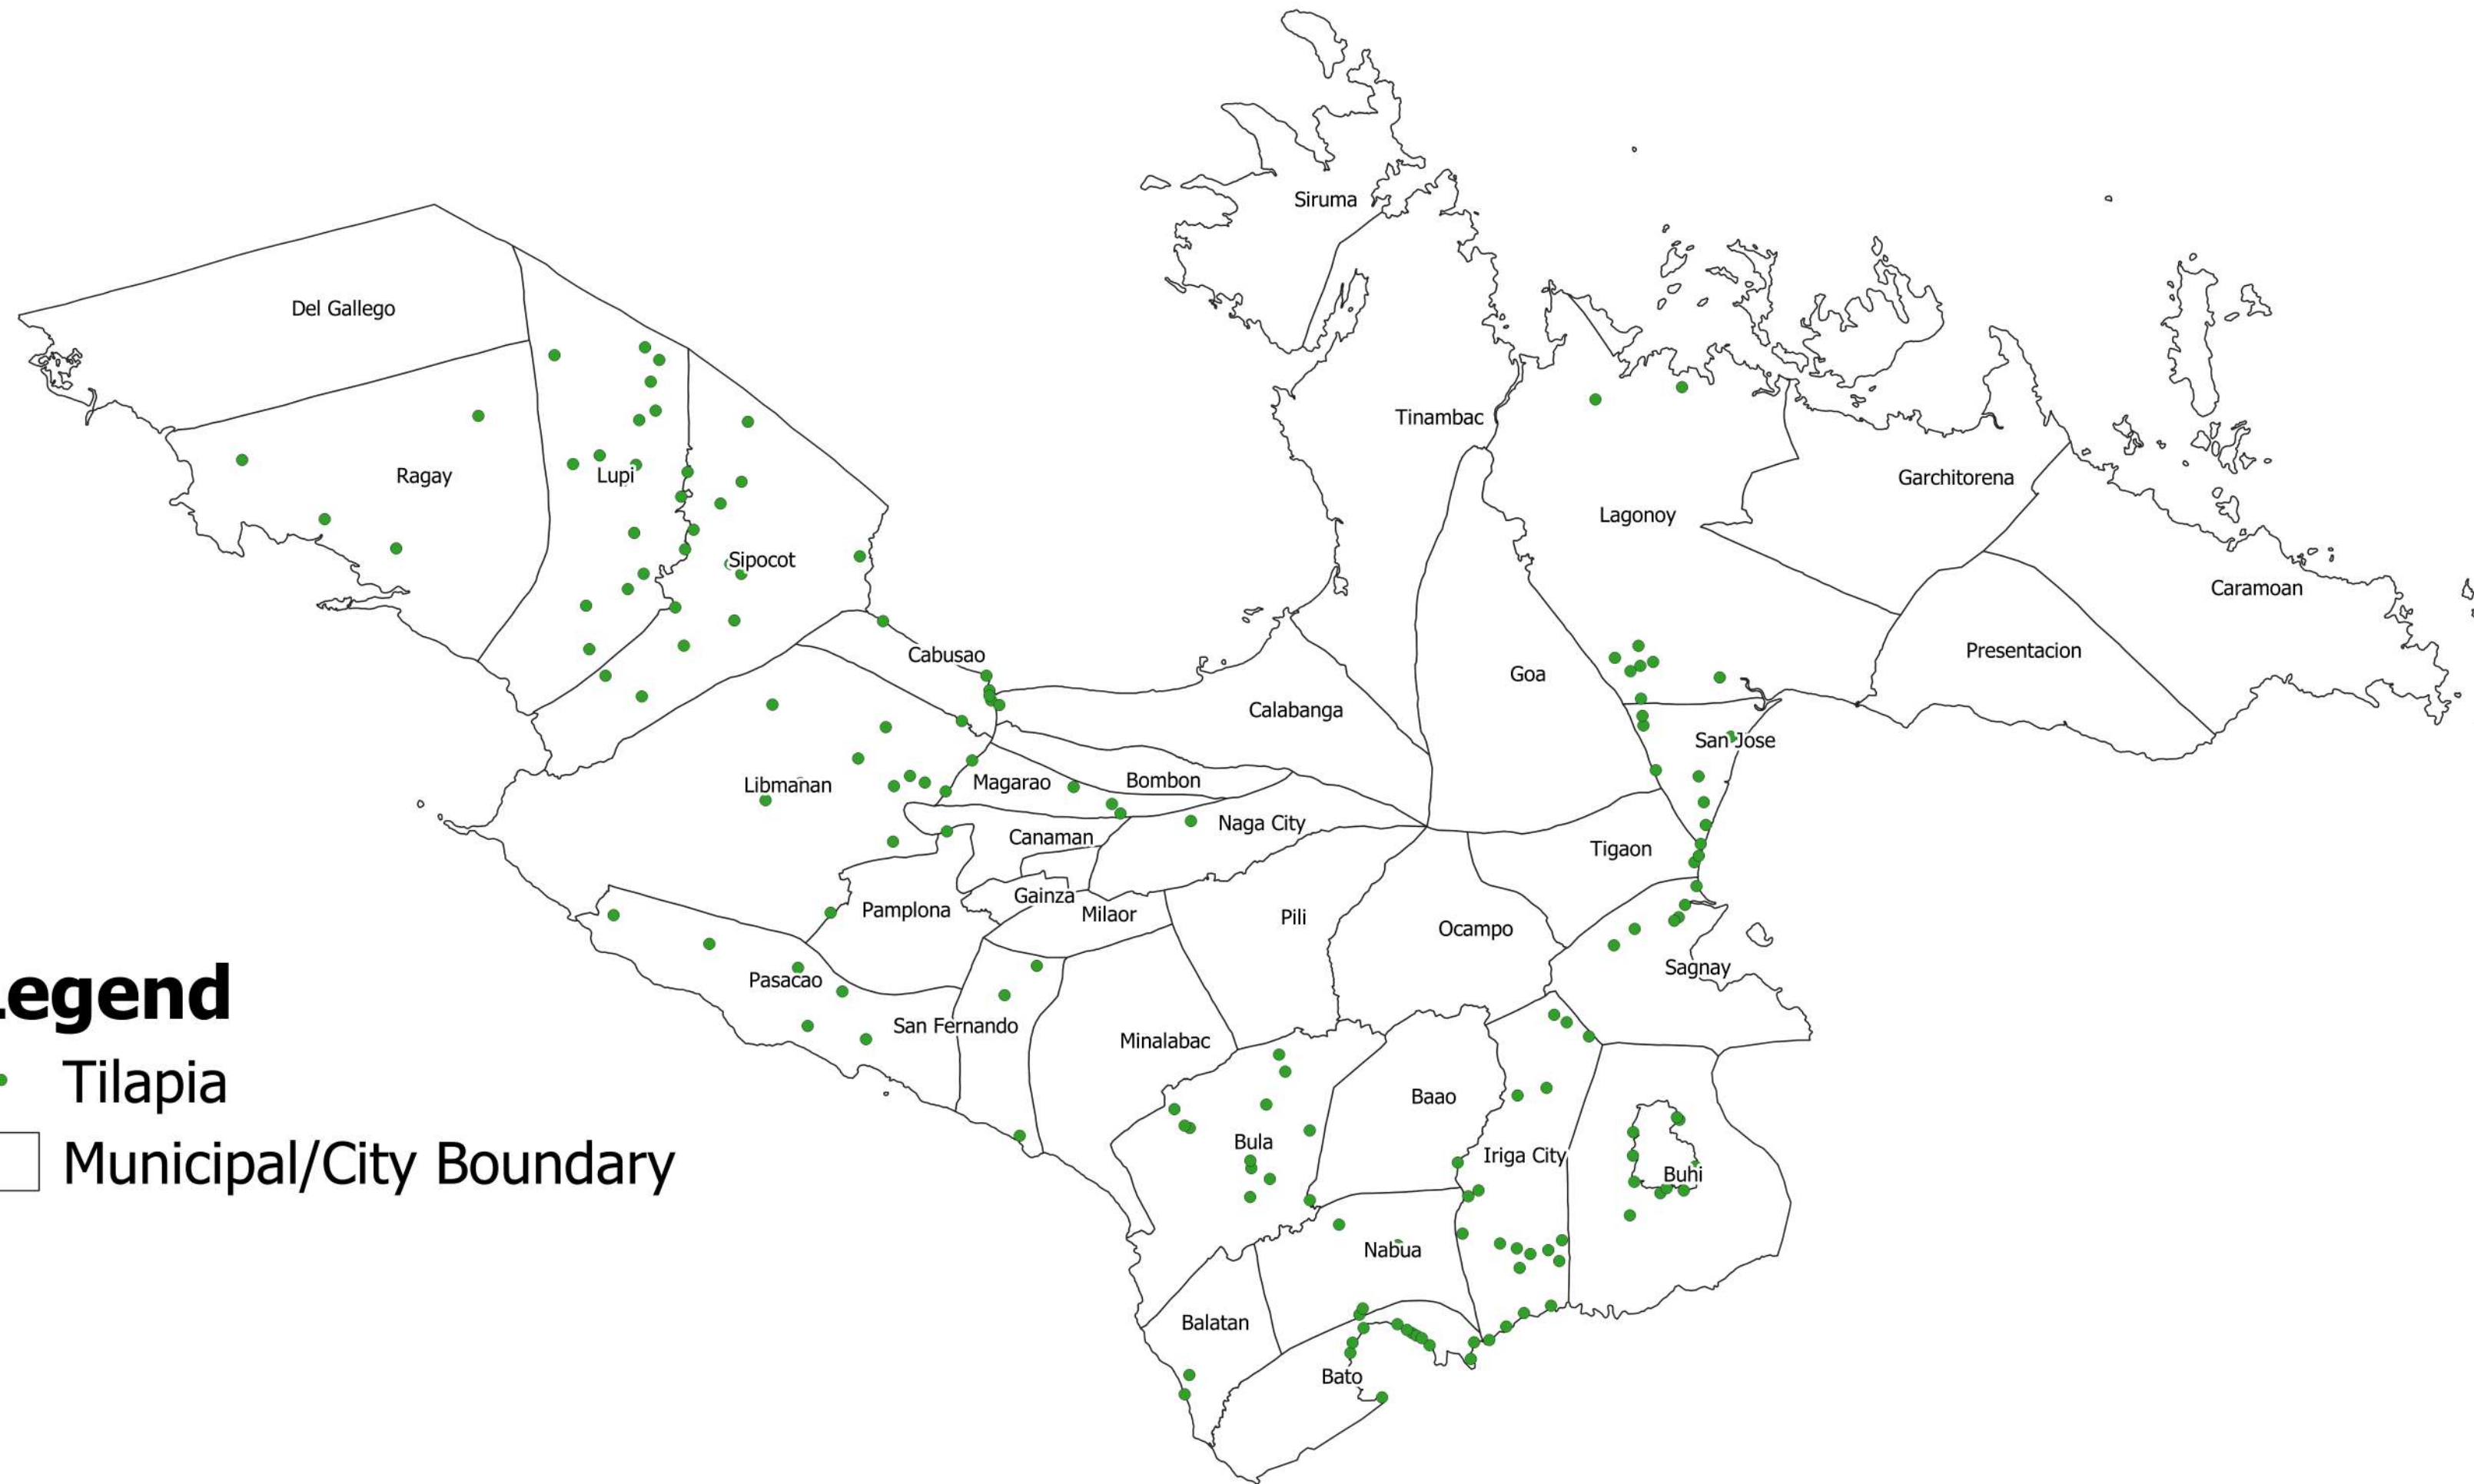 Siruma
Del Gallego
Tinambac
Ragay
Lupi
Garchitorena
Lagonoy
Sipocot
Caramoan
Cabusao
Presentacion
Goa
Calabanga
San Jose
Libmanan
Magarao
Bombon
Naga City
Canaman
Tigaon
Gainza
Pamplona
Milaor
Pili
Ocampo
Sagnay
Pasacao
San Fernando
Minalabac
Baao
Bula
Iriga City
Buhi
Nabua
Balatan
Bato
egend
Tilapia
Municipal/City Boundary